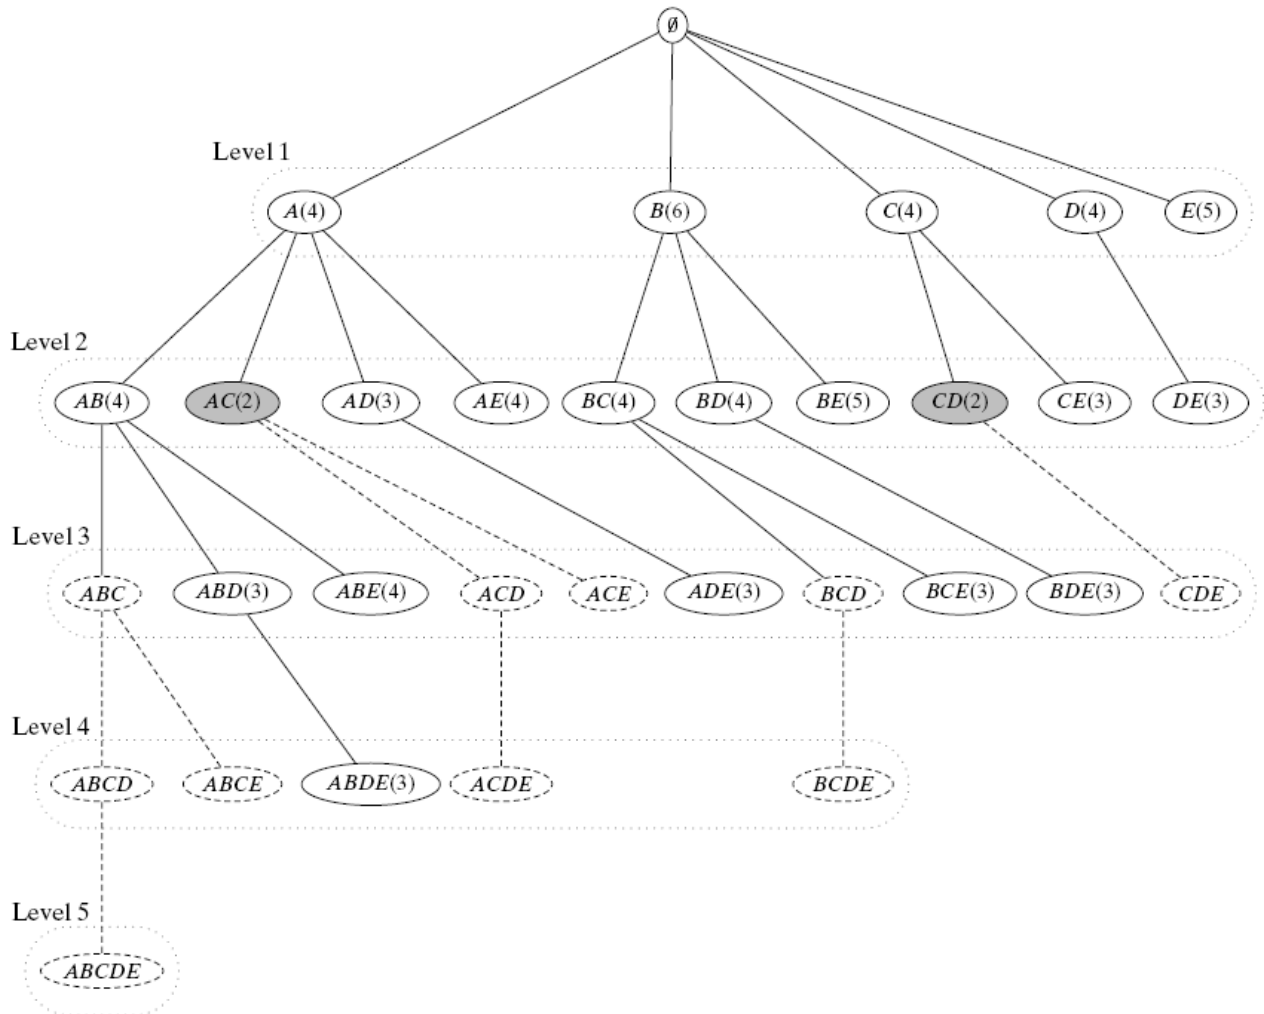 ∅
Level 1
A(4) B(6) C(4) D(4) E(5)
Level 2
AB(4) AC(2) AD(3) AE(4) BC(4) BD(4) BE(5) CD(2) CE(3) DE(3)
Level 3
ABC ABD(3) ABE(4) ACD ACE ADE(3) BCD BCE(3) BDE(3) CDE
Level 4
ABCD ABCE ABDE(3) ACDE BCDE
Level 5
ABCDE